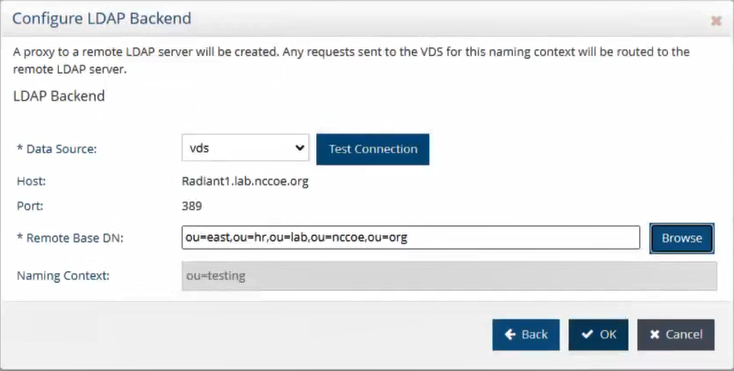 Configure LDAP Backend
A proxy to a remote LDAP server will be created. Any requests sent to the VDS for this naming context will be routed to the
remote LDAP server.
LDAP Backend
* Data Source: vds Test Connection
Host: Radiant1.lab.nccoe.org
Port: 389
* Remote Base DN: ou=east,ou=hr,ou=lab,ou=nccoe,ou=org Browse
Naming Context: ou=testing
Back OK Cancel